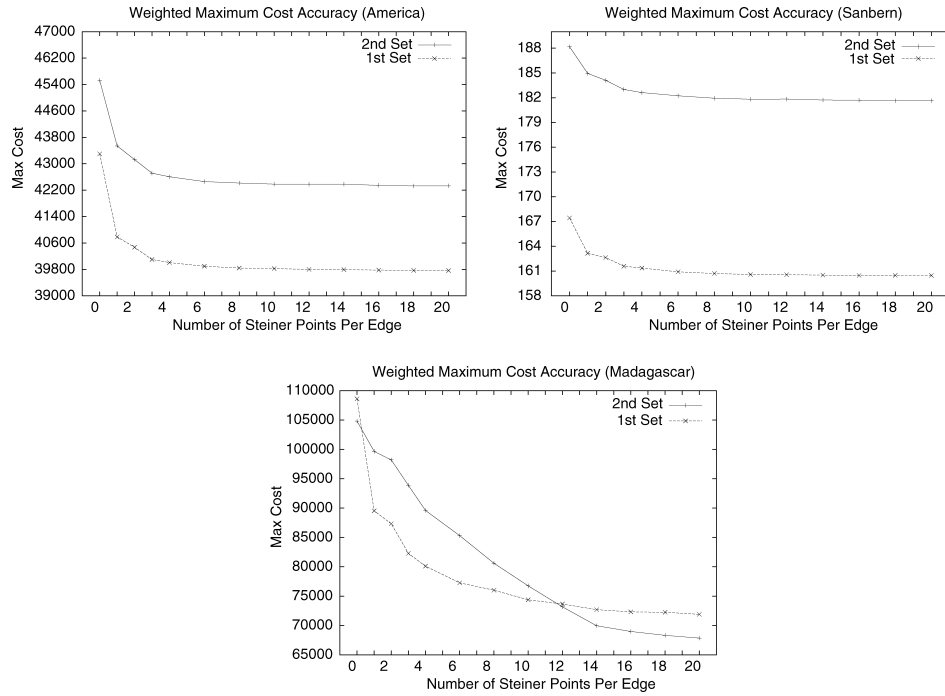 Weighted Maximum Cost Accuracy (America)
47000
46200
45400
44600
43800
43000
42200
41400
40600
39800
39000
Max Cost
2nd Set
1st Set
0 2 4 6 8 10 12 14 16 18 20
Number of Steiner Points Per Edge
Weighted Maximum Cost Accuracy (Sanbern)
188
185
182
179
176
173
170
167
164
161
158
Max Cost
2nd Set
1st Set
0 2 4 6 8 10 12 14 16 18 20
Number of Steiner Points Per Edge
Weighted Maximum Cost Accuracy (Madagascar)
110000
105000
100000
95000
90000
85000
80000
75000
70000
65000
Max Cost
2nd Set
1st Set
0 2 4 6 8 10 12 14 16 18 20
Number of Steiner Points Per Edge